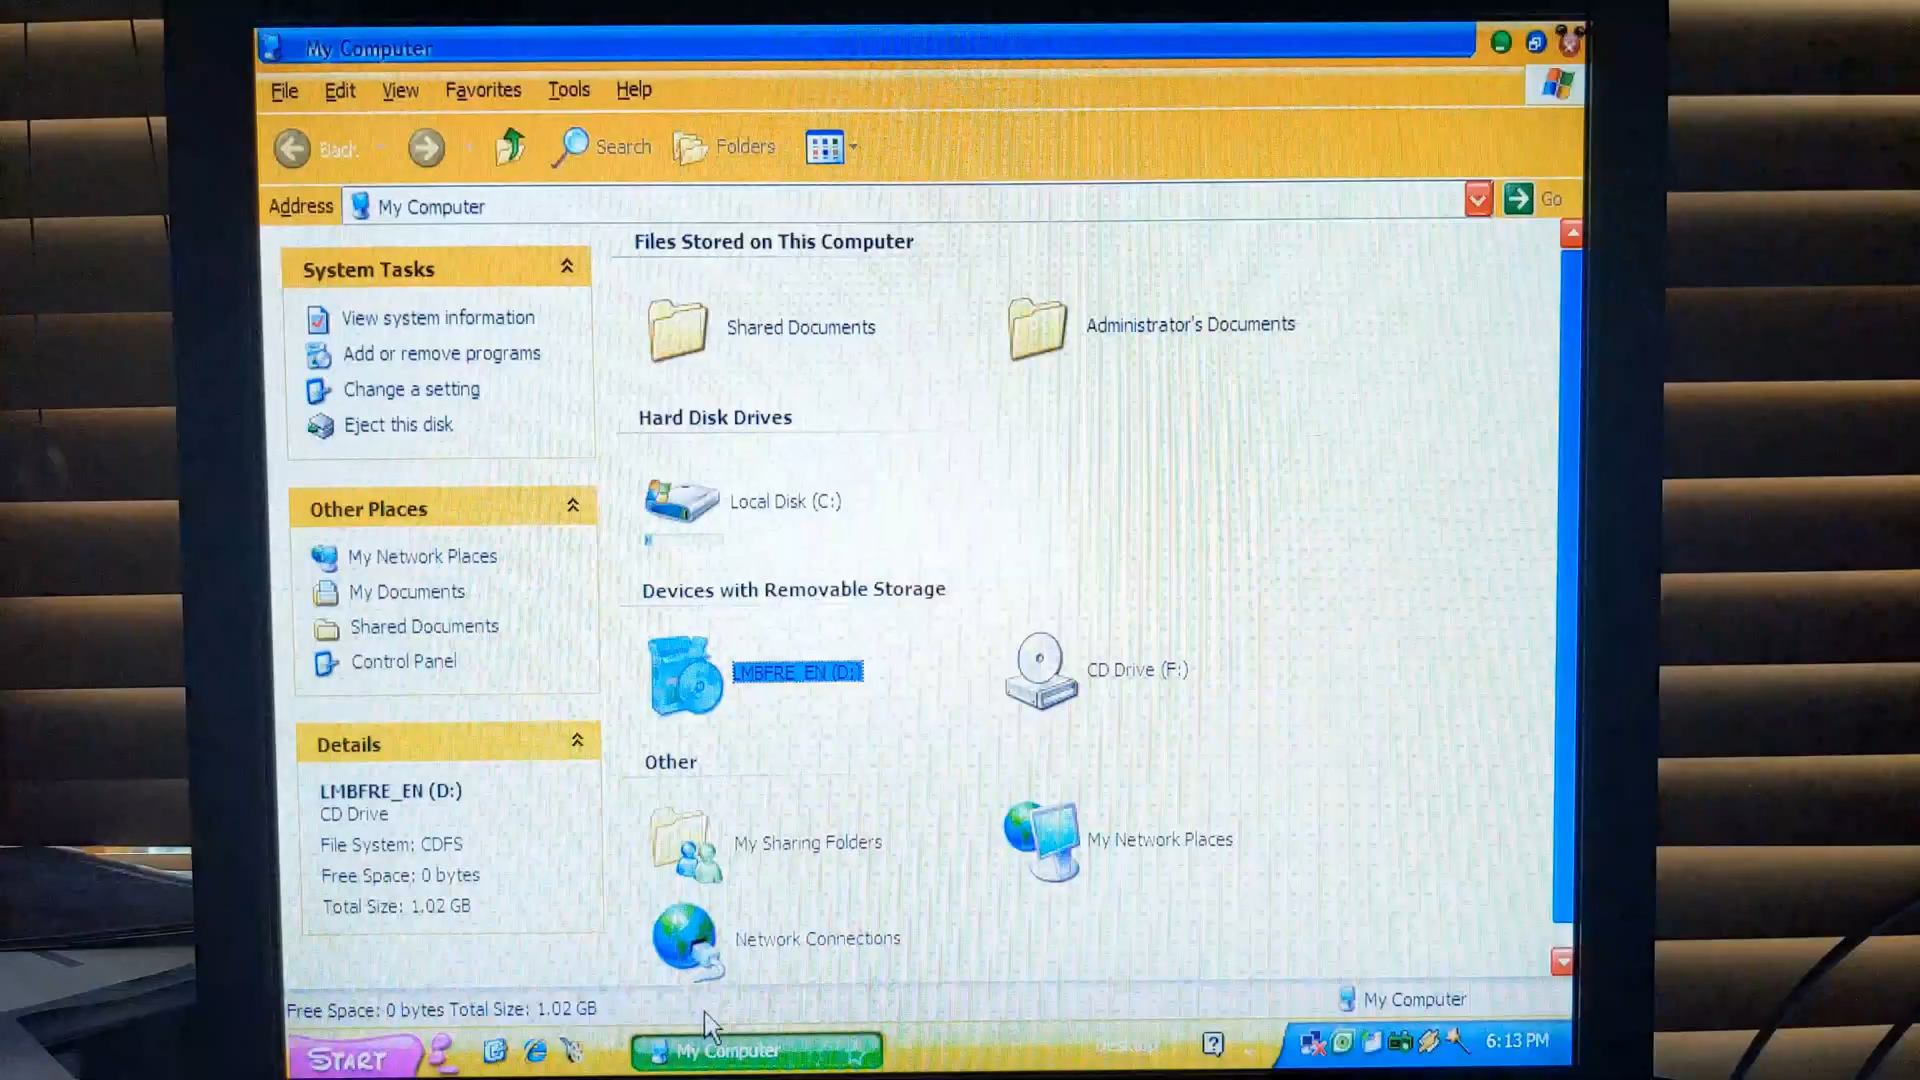 My Computer
File Edit View Favorites Tools Help
Back Search Folders
Address My Computer Go
System Tasks
View system information
Add or remove programs
Change a setting
Eject this disk
Other Places
My Network Places
My Documents
Shared Documents
Control Panel
Details
LMBFRE_EN (D:)
CD Drive
File System: CDFS
Free Space: 0 bytes
Total Size: 1.02 GB
Files Stored on This Computer
Shared Documents
Administrator's Documents
Hard Disk Drives
Local Disk (C:)
Devices with Removable Storage
LMBFRE_EN (D:)
CD Drive (F:)
Other
My Sharing Folders
My Network Places
Network Connections
Free Space: 0 bytes Total Size: 1.02 GB
My Computer
START
My Computer
Desktop
6:13 PM